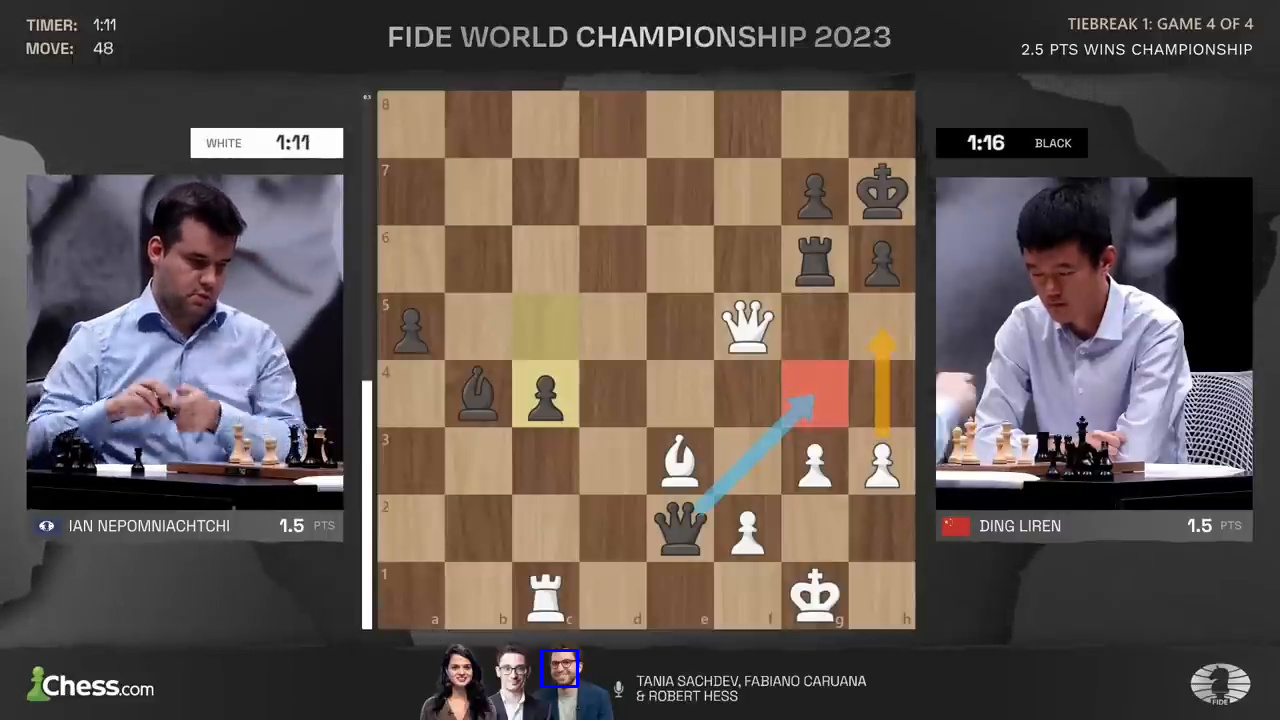 TIMER: 1:11
MOVE: 48
FIDE WORLD CHAMPIONSHIP 2023
TIEBREAK 1: GAME 4 OF 4
2.5 PTS WINS CHAMPIONSHIP
WHITE 1:11
1:16 BLACK
8
7
6
5
4
3
2
1
a b c d e f g h
IAN NEPOMNIACHTCHI 1.5 PTS
DING LIREN 1.5 PTS
Chess.com
TANIA SACHDEV, FABIANO CARUANA
& ROBERT HESS
FIDE